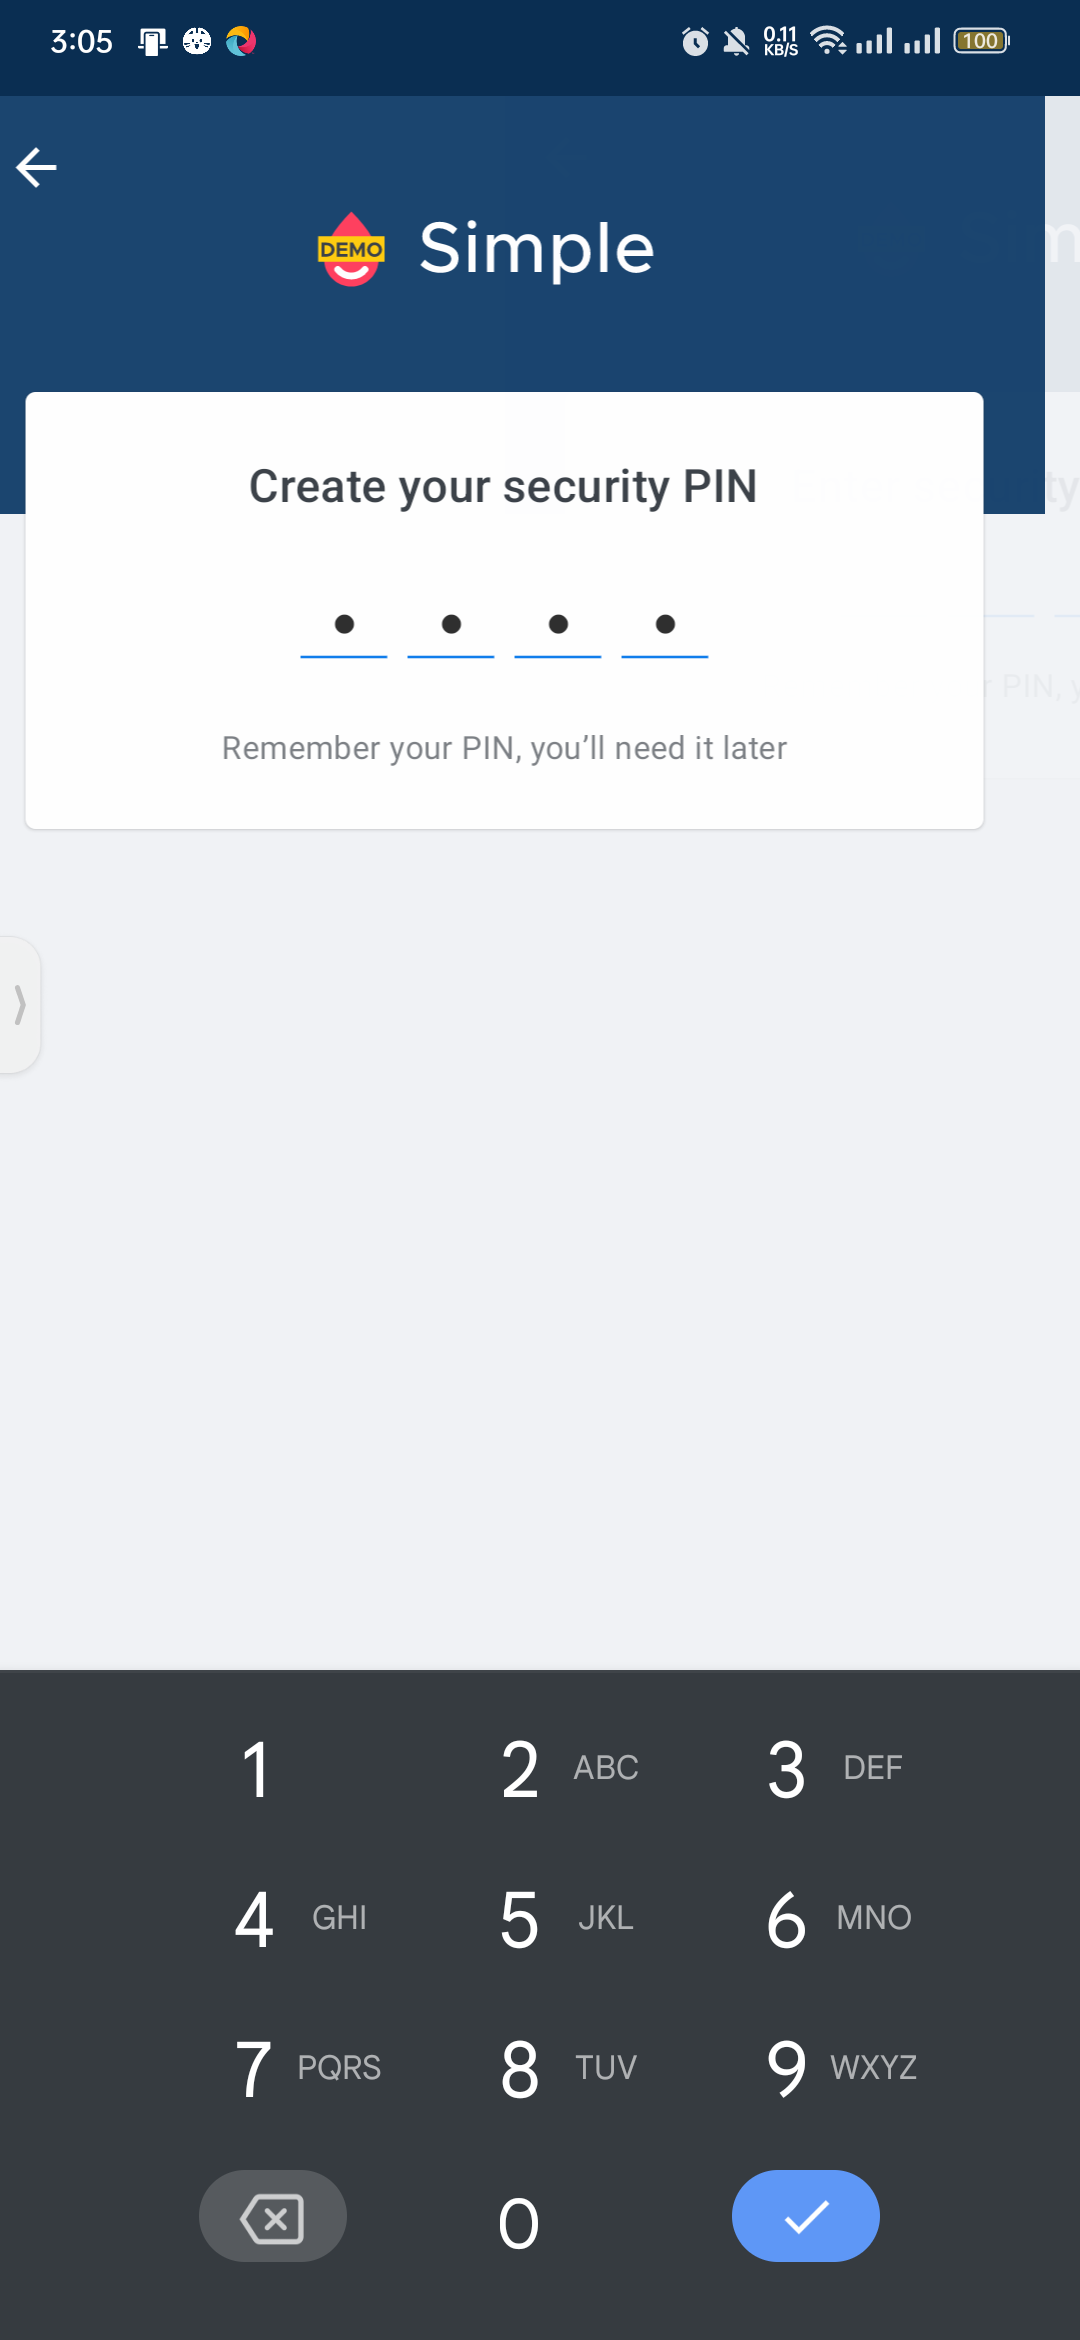 3:05
0.11
KB/S
100
DEMO
Simple
Create your security PIN
Remember your PIN, you’ll need it later
r PIN, y
1
2 ABC
3 DEF
4 GHI
5 JKL
6 MNO
7 PQRS
8 TUV
9 WXYZ
0